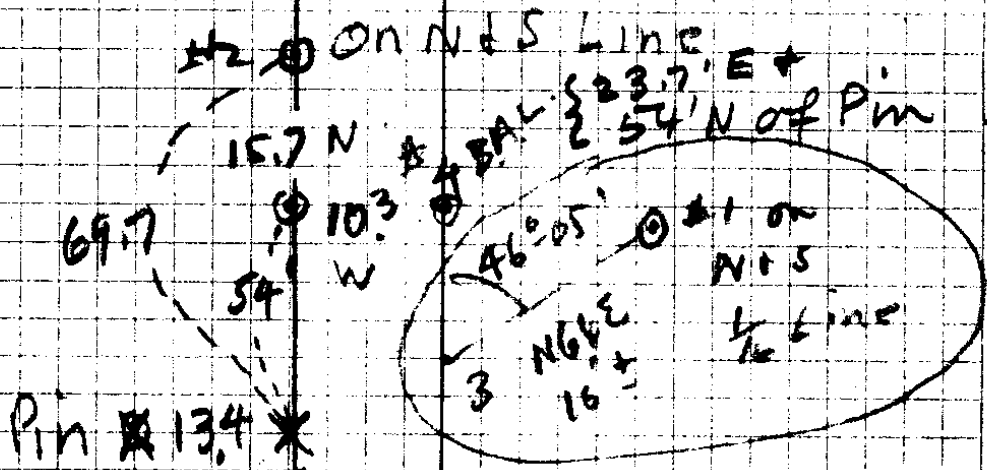 #2 On N & S Line
BAL. { 23.7' E +
54' N of Pin
15.7 N
69.7
10.3
W
54
46°-05'
#1 on
N + S
1/16 Line
3
16 ±
Pin 13.4